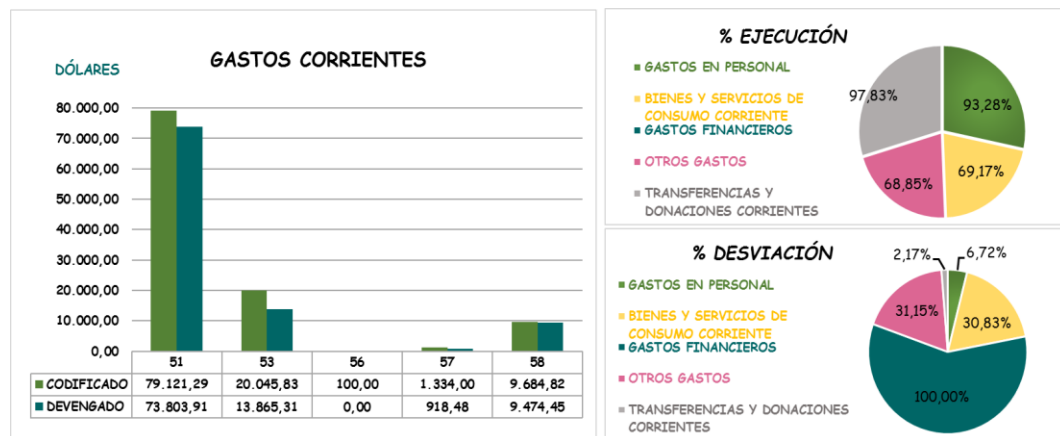 GASTOS CORRIENTES
DÓLARES
80.000,00
70.000,00
60.000,00
50.000,00
40.000,00
30.000,00
20.000,00
10.000,00
0,00
51 53 56 57 58
CODIFICADO 79.121,29 20.045,83 100,00 1.334,00 9.684,82
DEVENGADO 73.803,91 13.865,31 0,00 918,48 9.474,45
% EJECUCIÓN
GASTOS EN PERSONAL
BIENES Y SERVICIOS DE
CONSUMO CORRIENTE
GASTOS FINANCIEROS
OTROS GASTOS
TRANSFERENCIAS Y
DONACIONES CORRIENTES
97,83%
93,28%
68,85%
69,17%
% DESVIACIÓN
GASTOS EN PERSONAL
BIENES Y SERVICIOS DE
CONSUMO CORRIENTE
GASTOS FINANCIEROS
OTROS GASTOS
TRANSFERENCIAS Y DONACIONES
CORRIENTES
2,17%
6,72%
31,15%
30,83%
100,00%